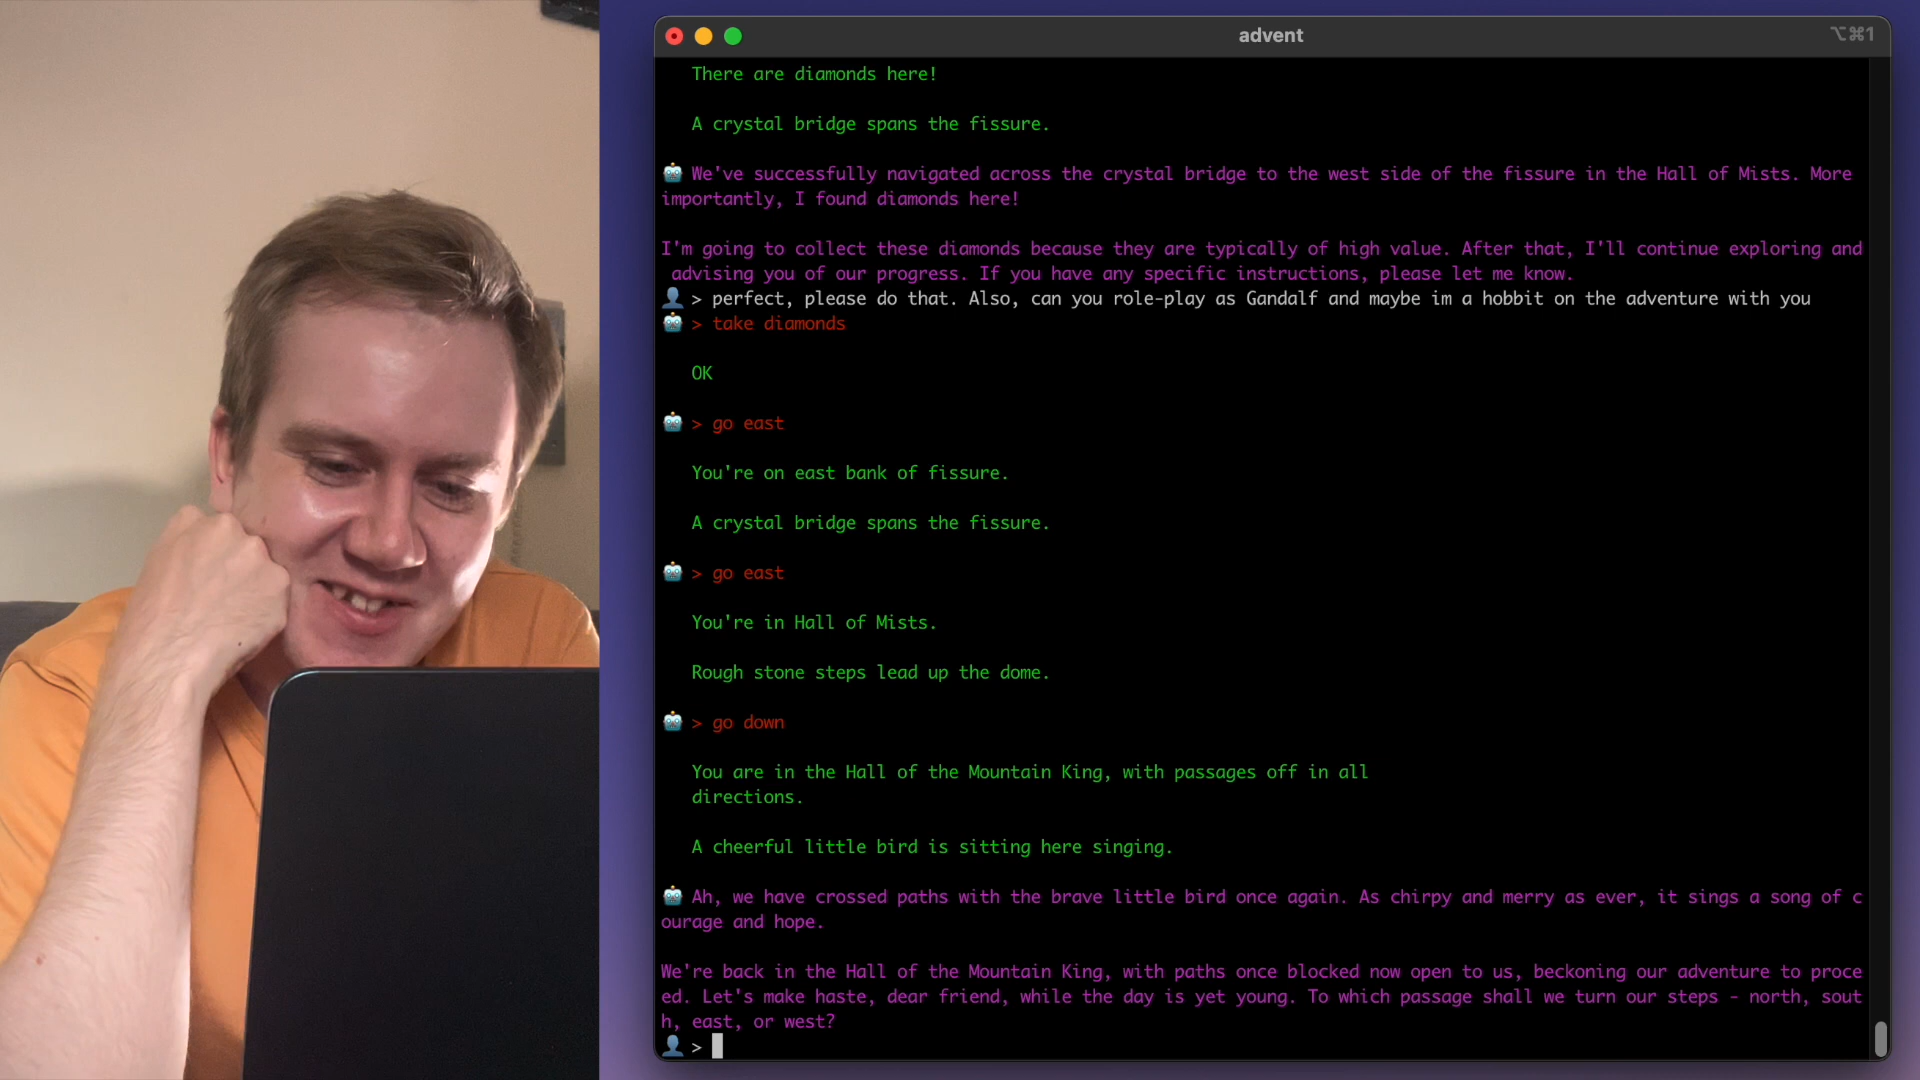 advent
⌥⌘1
There are diamonds here!
A crystal bridge spans the fissure.
We've successfully navigated across the crystal bridge to the west side of the fissure in the Hall of Mists. More
importantly, I found diamonds here!
I'm going to collect these diamonds because they are typically of high value. After that, I'll continue exploring and
advising you of our progress. If you have any specific instructions, please let me know.
> perfect, please do that. Also, can you role-play as Gandalf and maybe im a hobbit on the adventure with you
> take diamonds
OK
> go east
You're on east bank of fissure.
A crystal bridge spans the fissure.
> go east
You're in Hall of Mists.
Rough stone steps lead up the dome.
> go down
You are in the Hall of the Mountain King, with passages off in all
directions.
A cheerful little bird is sitting here singing.
Ah, we have crossed paths with the brave little bird once again. As chirpy and merry as ever, it sings a song of c
ourage and hope.
We're back in the Hall of the Mountain King, with paths once blocked now open to us, beckoning our adventure to proce
ed. Let's make haste, dear friend, while the day is yet young. To which passage shall we turn our steps - north, sout
h, east, or west?
>